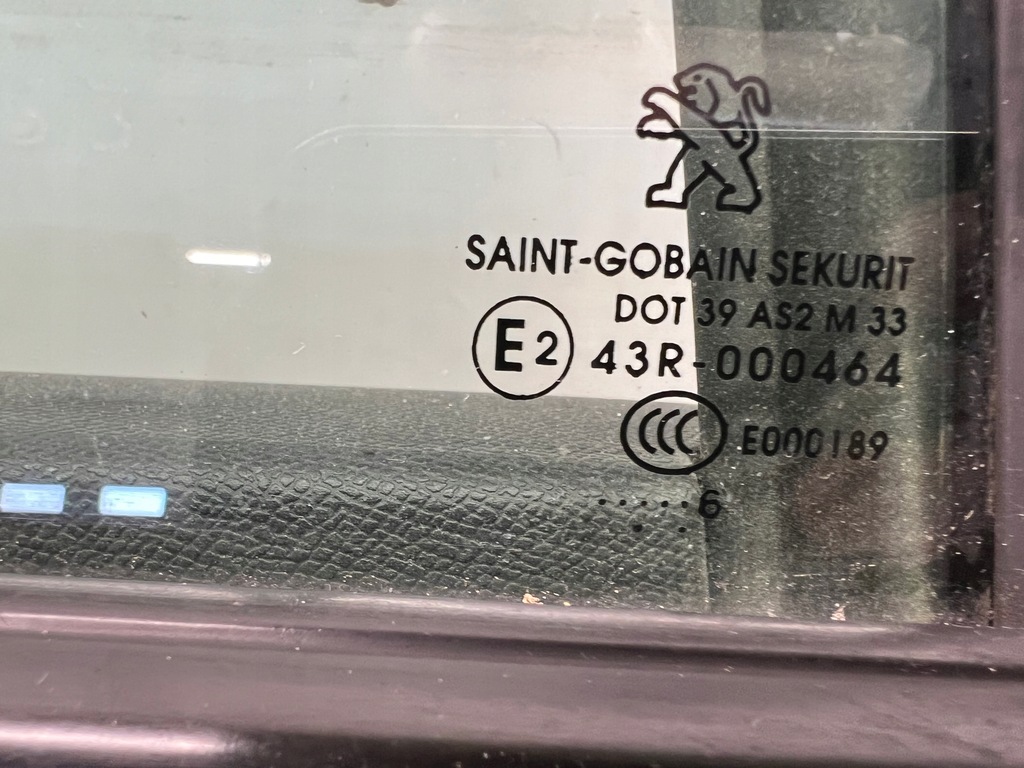 SAINT-GOBAIN SEKURIT
DOT 39 AS2 M 33
E2 43R-000464
CCC E000189
.....6